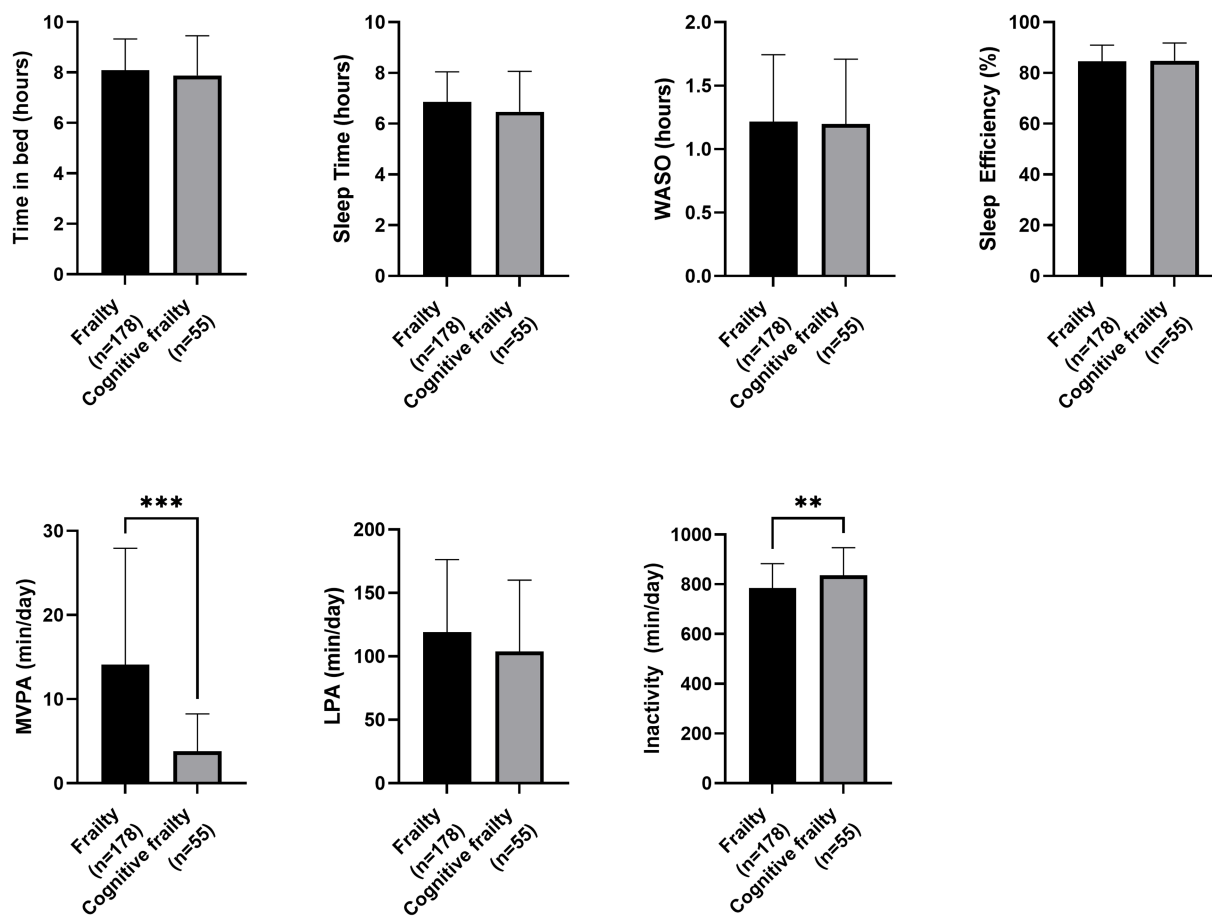 Time in bed (hours)
10
8
6
4
2
0
Frailty
(n=178)
Cognitive frailty
(n=55)
Sleep Time (hours)
10
8
6
4
2
0
Frailty
(n=178)
Cognitive frailty
(n=55)
WASO (hours)
2.0
1.5
1.0
0.5
0.0
Frailty
(n=178)
Cognitive frailty
(n=55)
Sleep Efficiency (%)
100
80
60
40
20
0
Frailty
(n=178)
Cognitive frailty
(n=55)
MVPA (min/day)
***
30
20
10
0
Frailty
(n=178)
Cognitive frailty
(n=55)
LPA (min/day)
200
150
100
50
0
Frailty
(n=178)
Cognitive frailty
(n=55)
Inactivity (min/day)
**
1000
800
600
400
200
0
Frailty
(n=178)
Cognitive frailty
(n=55)